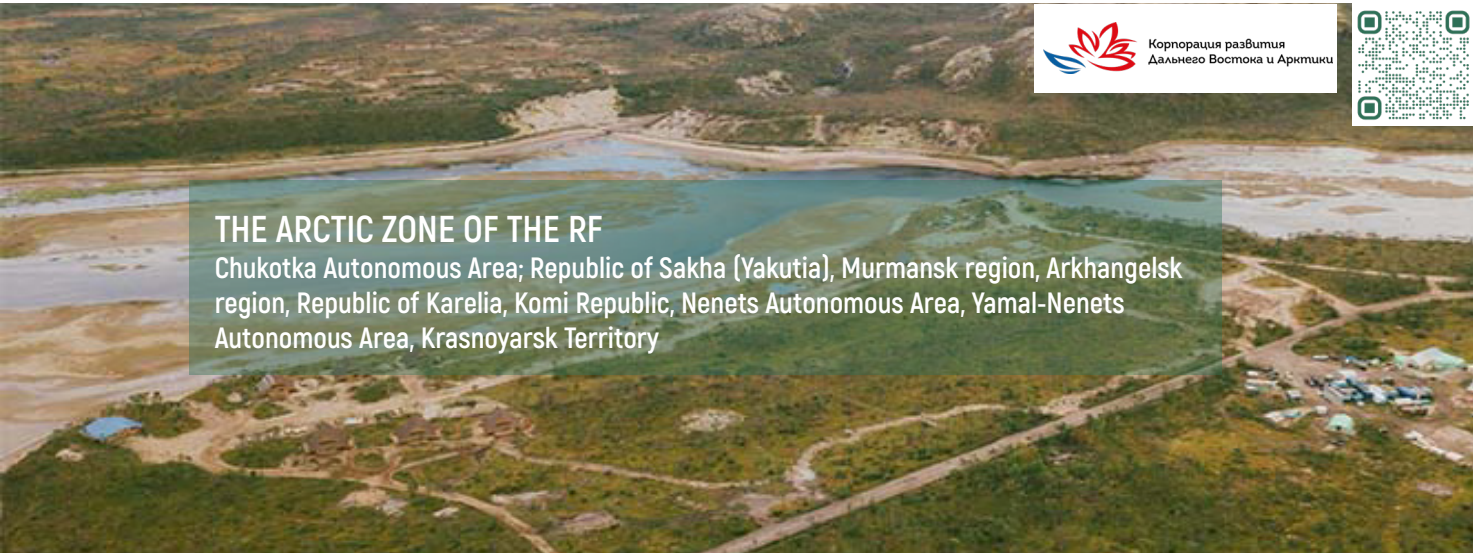 Корпорация развития
Дальнего Востока и Арктики
THE ARCTIC ZONE OF THE RF
Chukotka Autonomous Area; Republic of Sakha (Yakutia), Murmansk region, Arkhangelsk
region, Republic of Karelia, Komi Republic, Nenets Autonomous Area, Yamal-Nenets
Autonomous Area, Krasnoyarsk Territory